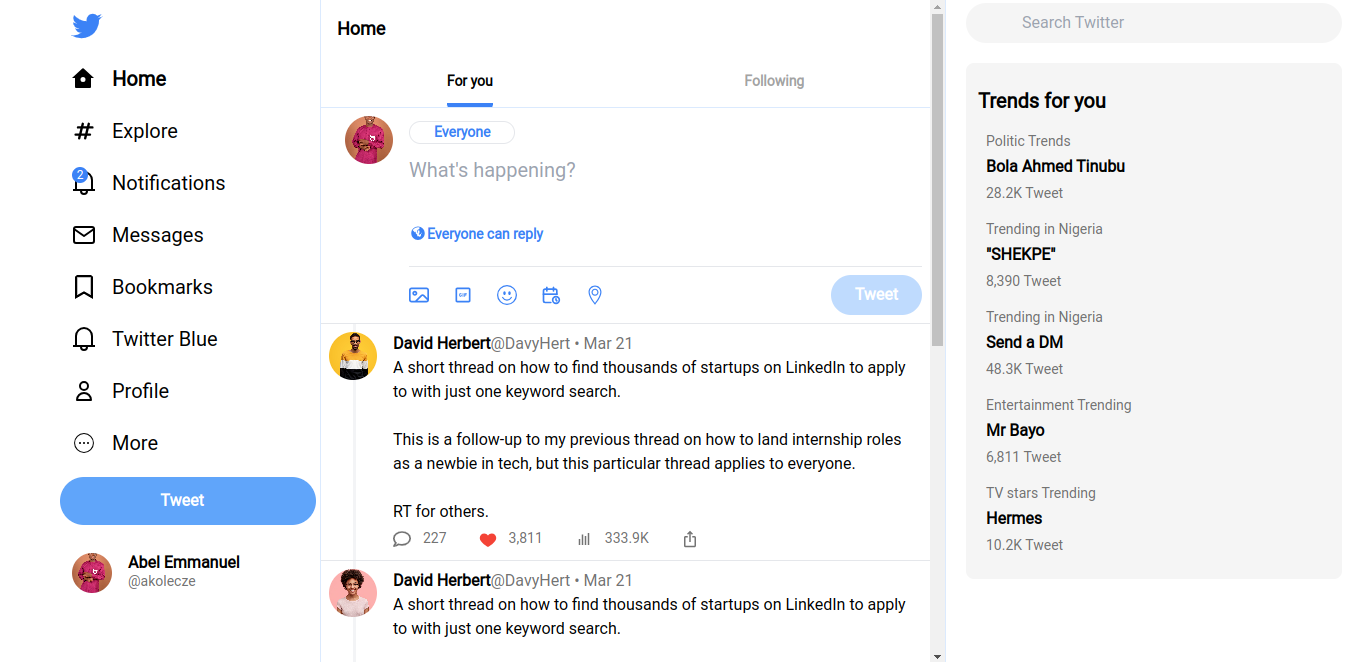 Home
Explore
2
Notifications
Messages
Bookmarks
Twitter Blue
Profile
More
Tweet
Abel Emmanuel
@akolecze
Home
For you
Following
Everyone
What's happening?
Everyone can reply
GIF
Tweet
David Herbert@DavyHert • Mar 21
A short thread on how to find thousands of startups on LinkedIn to apply
to with just one keyword search.
This is a follow-up to my previous thread on how to land internship roles
as a newbie in tech, but this particular thread applies to everyone.
RT for others.
227
3,811
333.9K
David Herbert@DavyHert • Mar 21
A short thread on how to find thousands of startups on LinkedIn to apply
to with just one keyword search.
Search Twitter
Trends for you
Politic Trends
Bola Ahmed Tinubu
28.2K Tweet
Trending in Nigeria
"SHEKPE"
8,390 Tweet
Trending in Nigeria
Send a DM
48.3K Tweet
Entertainment Trending
Mr Bayo
6,811 Tweet
TV stars Trending
Hermes
10.2K Tweet